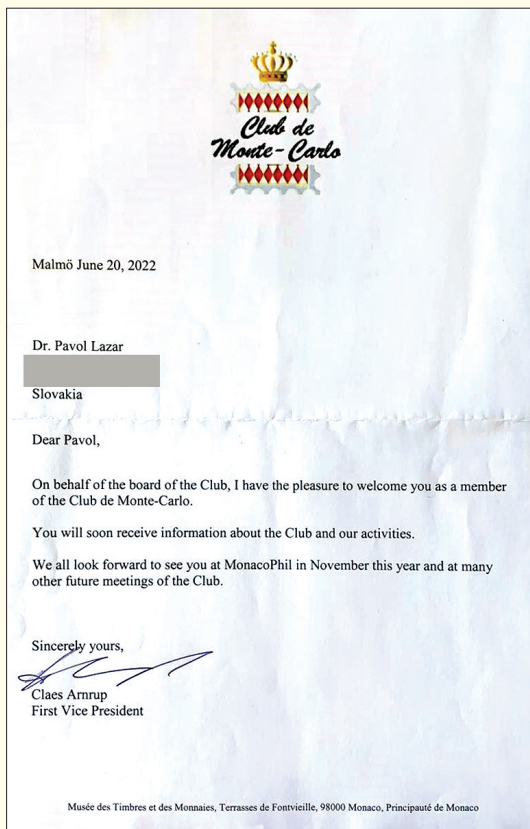 Club de
Monte-Carlo
Malmö June 20, 2022
Dr. Pavol Lazar
Slovakia
Dear Pavol,
On behalf of the board of the Club, I have the pleasure to welcome you as a member
of the Club de Monte-Carlo.
You will soon receive information about the Club and our activities.
We all look forward to see you at MonacoPhil in November this year and at many
other future meetings of the Club.
Sincerely yours,
Claes Arnrup
First Vice President
Musée des Timbres et des Monnaies, Terrasses de Fontvieille, 98000 Monaco, Principauté de Monaco